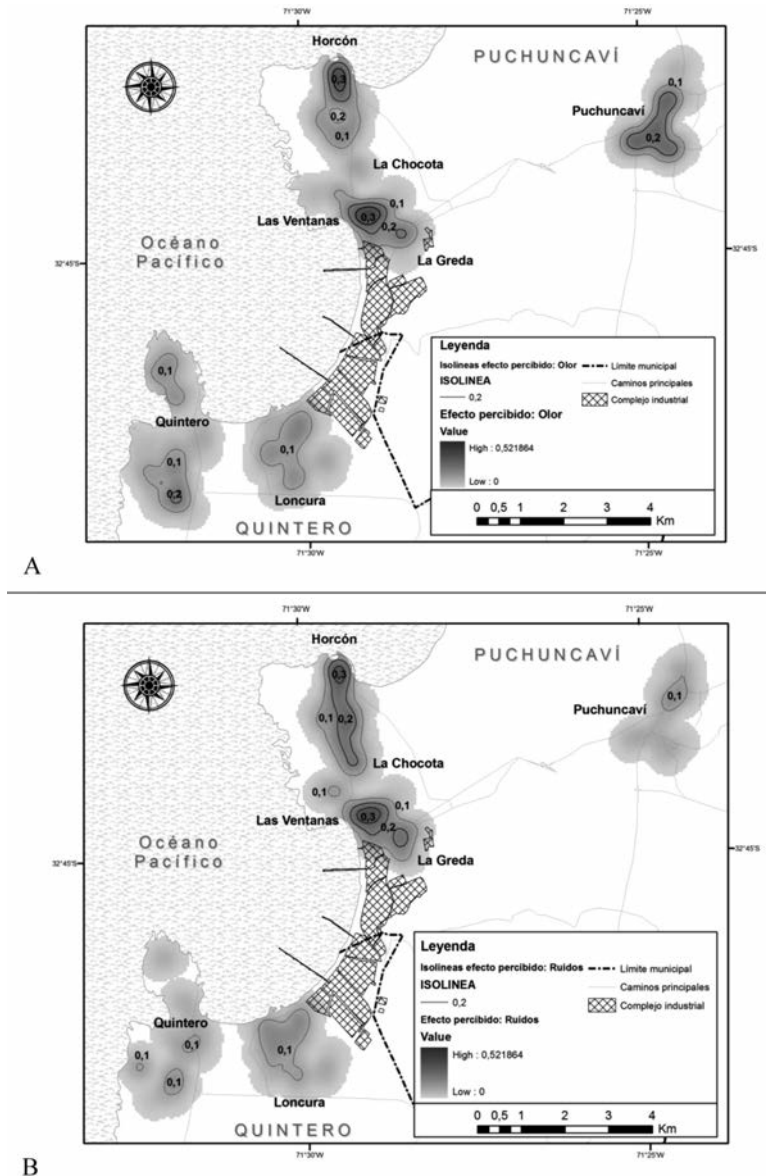 71°30'W
71°25'W
Horcón
PUCHUNCAVÍ
0,3
0,1
0,2
Puchuncaví
0,1
0,2
La Chocota
0,1
Las Ventanas
0,3
0,2
Océano
Pacífico
32°45'S
32°45'S
La Greda
Leyenda
Isolineas efecto percibido: Olor
Límite municipal
ISOLINEA
Caminos principales
0,2
Complejo industrial
Efecto percibido: Olor
Value
High : 0,521864
Low : 0
0,1
Quintero
0,1
0,1
0,2
Loncura
0 0,5 1 2 3 4
Km
QUINTERO
71°30'W
71°25'W
A
71°30'W
71°25'W
Horcón
PUCHUNCAVÍ
0,3
0,1
0,1 0,2
Puchuncaví
La Chocota
0,1
0,1
Las Ventanas
0,3
0,2
Océano
Pacífico
32°45'S
32°45'S
La Greda
Leyenda
Isolineas efecto percibido: Ruidos
Límite municipal
ISOLINEA
Caminos principales
0,2
Complejo industrial
Efecto percibido: Ruidos
Value
High : 0,521864
Low : 0
Quintero
0,1
0,1
0,1
0,1
Loncura
0 0,5 1 2 3 4
Km
QUINTERO
71°30'W
71°25'W
B